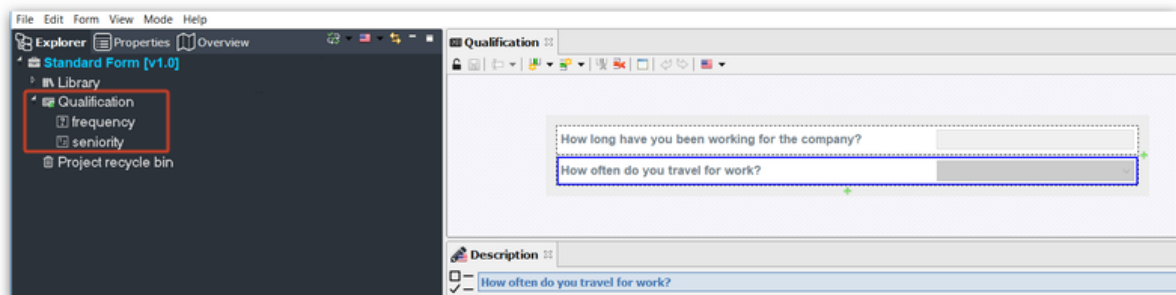 File Edit Form View Mode Help
Explorer Properties Overview
Standard Form [v1.0]
Library
Qualification
frequency
seniority
Project recycle bin
Qualification
How long have you been working for the company?
How often do you travel for work?
Description
How often do you travel for work?